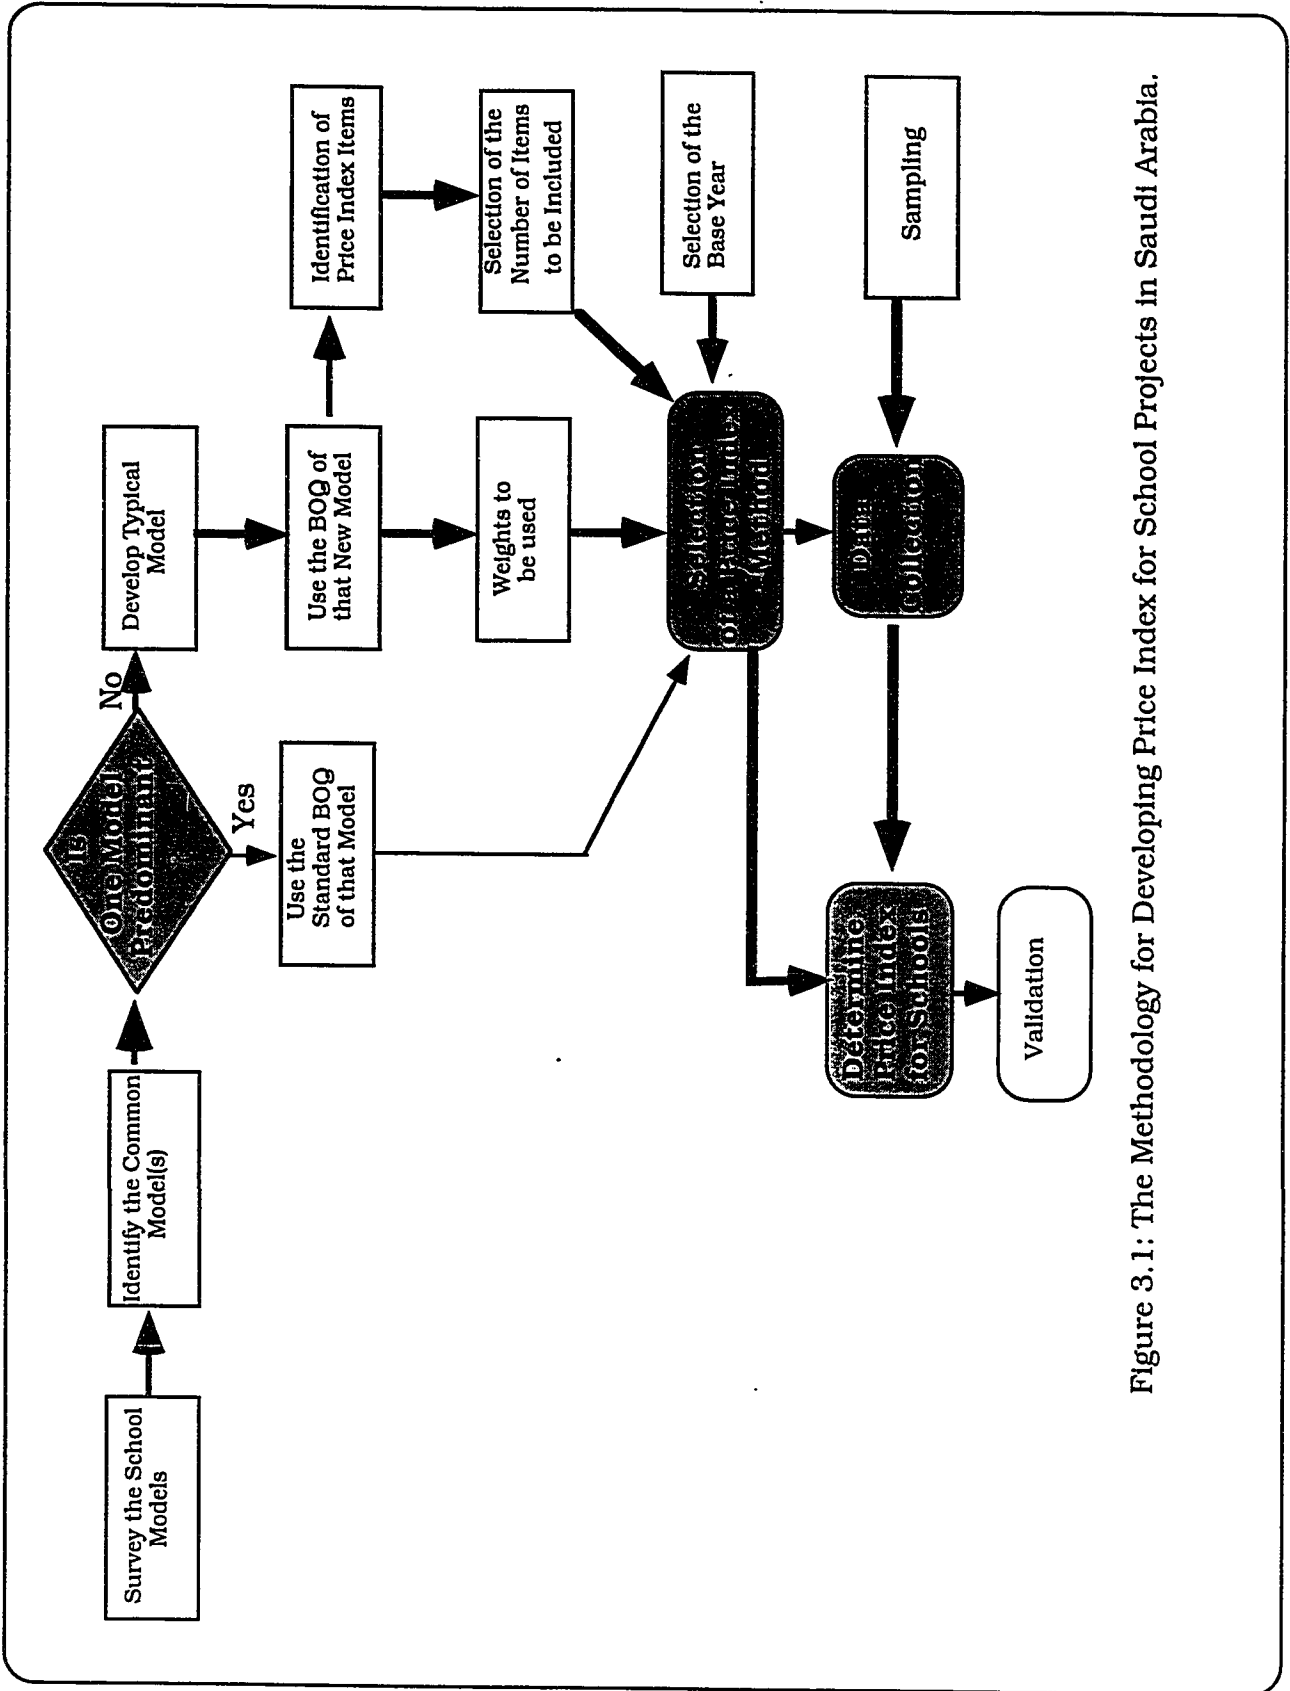 Survey the School
Models
Identify the Common
Model(s)
Is
One Model
Predominant
No
Yes
Develop Typical
Model
Use the
Standard BOQ
of that Model
Use the BOQ of
that New Model
Identification of
Price Index Items
Weights to
be used
Selection of the
Number of Items
to be Included
Selection
of a Price Index
Method
Selection of the
Base Year
Determine
Price Index
for Schools
Data
Collection
Sampling
Validation
Figure 3.1: The Methodology for Developing Price Index for School Projects in Saudi Arabia.